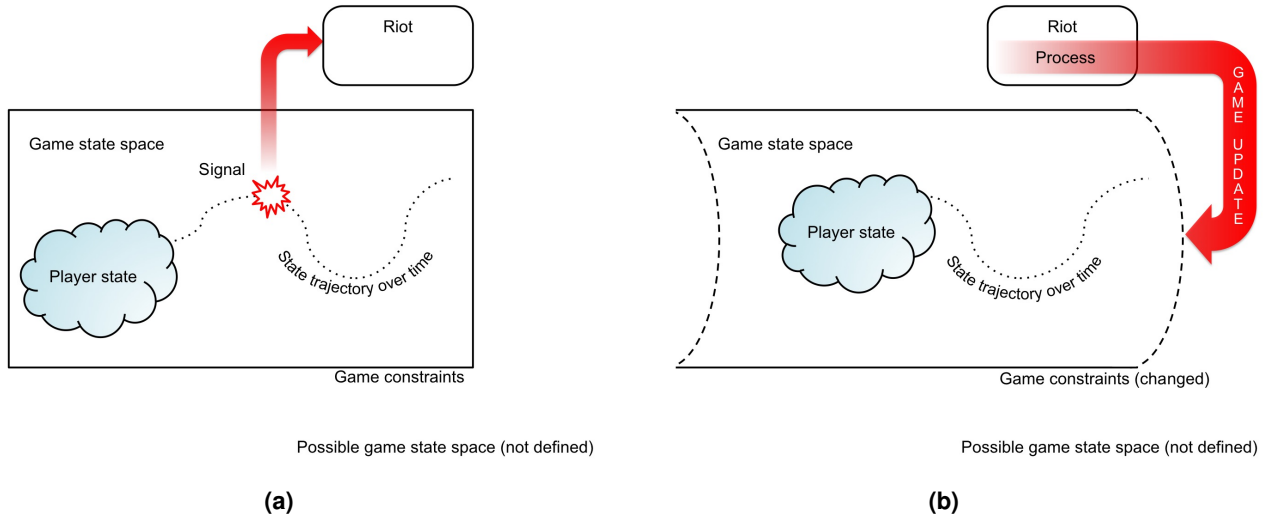 Riot
Game state space
Signal
Player state
State trajectory over time
Game constraints
Possible game state space (not defined)
(a)
Riot
Process
GAME UPDATE
Game state space
Player state
State trajectory over time
Game constraints (changed)
Possible game state space (not defined)
(b)